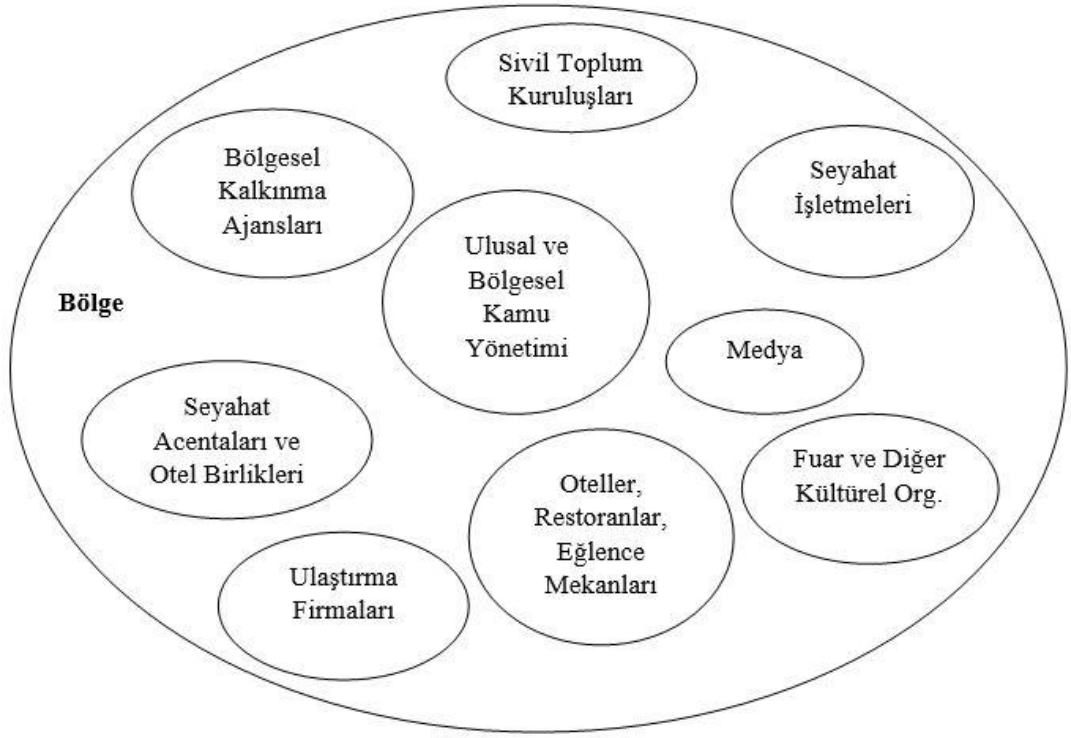 Sivil Toplum
Kuruluşları
Bölgesel
Kalkınma
Ajansları
Seyahat
İşletmeleri
Ulusal ve
Bölgesel
Kamu
Yönetimi
Bölge
Medya
Seyahat
Acentaları ve
Otel Birlikleri
Fuar ve Diğer
Kültürel Org.
Oteller,
Restoranlar,
Eğlence
Mekanları
Ulaştırma
Firmaları